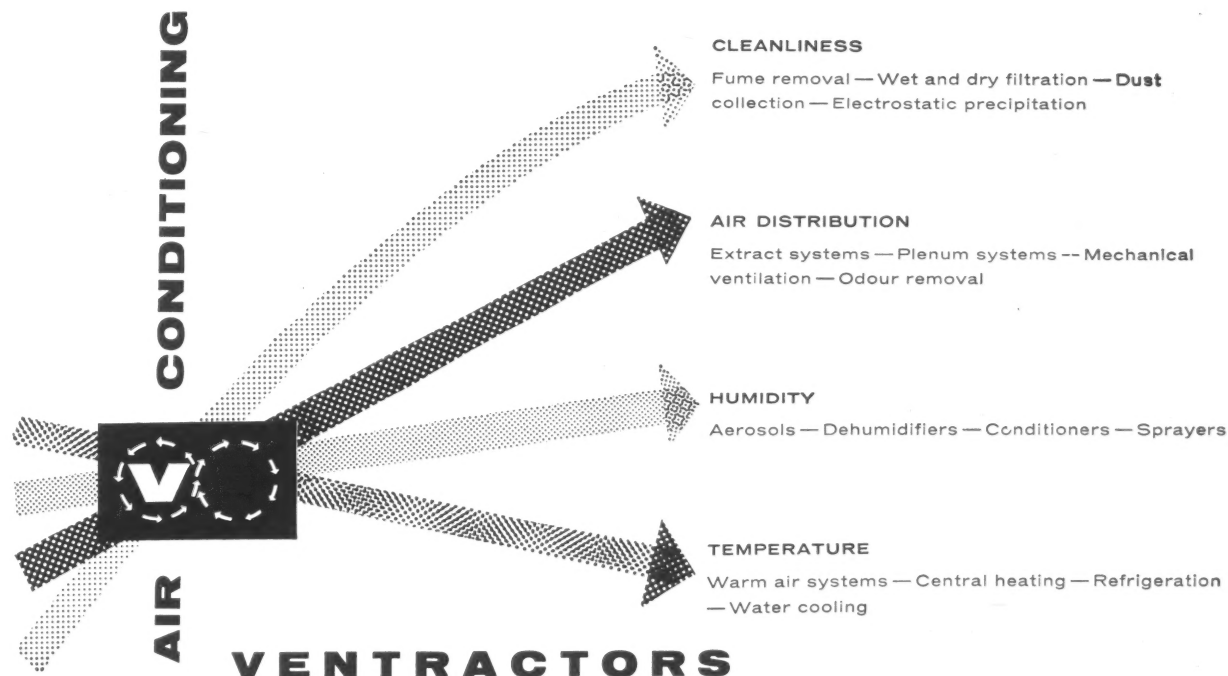 AIR CONDITIONING
CLEANLINESS
Fume removal — Wet and dry filtration — Dust
collection — Electrostatic precipitation
AIR DISTRIBUTION
Extract systems — Plenum systems -- Mechanical
ventilation — Odour removal
HUMIDITY
Aerosols — Dehumidifiers — Conditioners — Sprayers
V
TEMPERATURE
Warm air systems — Central heating — Refrigeration
— Water cooling
VENTRACTORS